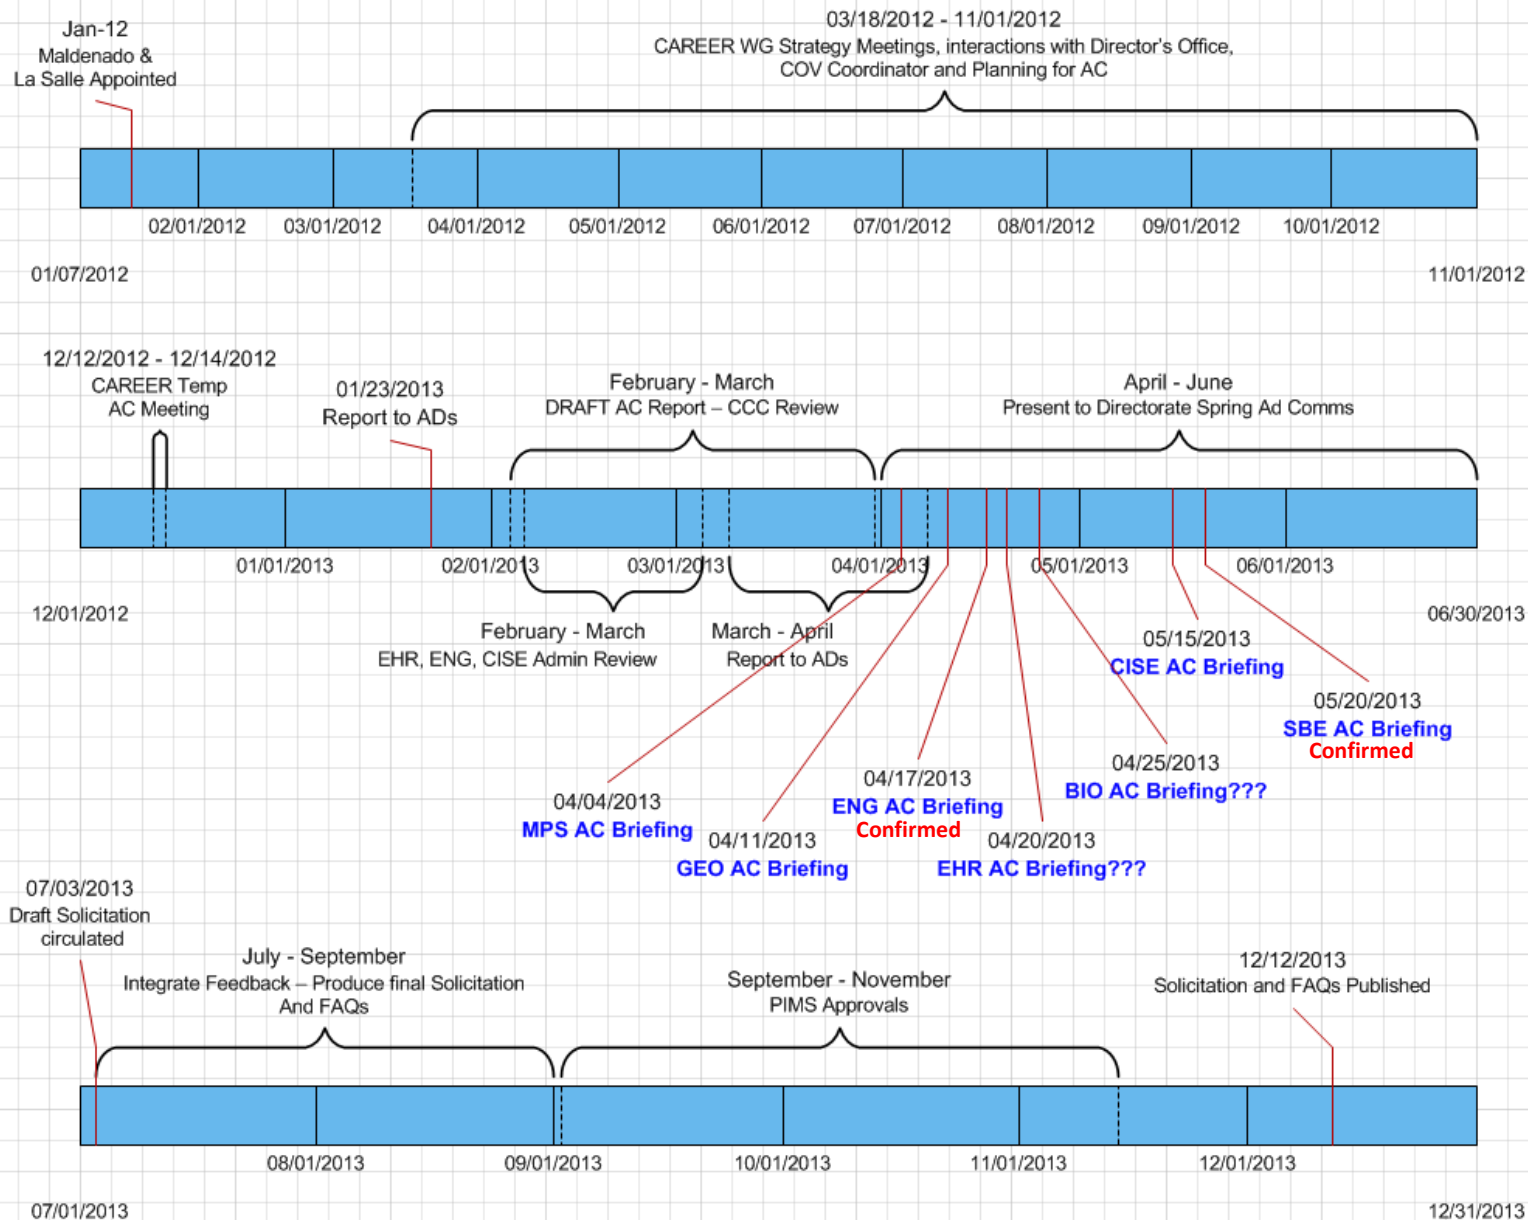 Jan-12
Maldenado &
La Salle Appointed
03/18/2012 - 11/01/2012
CAREER WG Strategy Meetings, interactions with Director's Office,
COV Coordinator and Planning for AC
02/01/2012
03/01/2012
04/01/2012
05/01/2012
06/01/2012
07/01/2012
08/01/2012
09/01/2012
10/01/2012
01/07/2012
11/01/2012
12/12/2012 - 12/14/2012
CAREER Temp
AC Meeting
01/23/2013
Report to ADs
February - March
DRAFT AC Report – CCC Review
April - June
Present to Directorate Spring Ad Comms
01/01/2013
02/01/2013
03/01/2013
04/01/2013
05/01/2013
06/01/2013
12/01/2012
06/30/2013
February - March
EHR, ENG, CISE Admin Review
March - April
Report to ADs
05/15/2013
CISE AC Briefing
05/20/2013
SBE AC Briefing
Confirmed
04/25/2013
BIO AC Briefing???
04/17/2013
ENG AC Briefing
Confirmed
04/04/2013
MPS AC Briefing
04/11/2013
GEO AC Briefing
04/20/2013
EHR AC Briefing???
07/03/2013
Draft Solicitation
circulated
July - September
Integrate Feedback – Produce final Solicitation
And FAQs
September - November
PIMS Approvals
12/12/2013
Solicitation and FAQs Published
08/01/2013
09/01/2013
10/01/2013
11/01/2013
12/01/2013
07/01/2013
12/31/2013